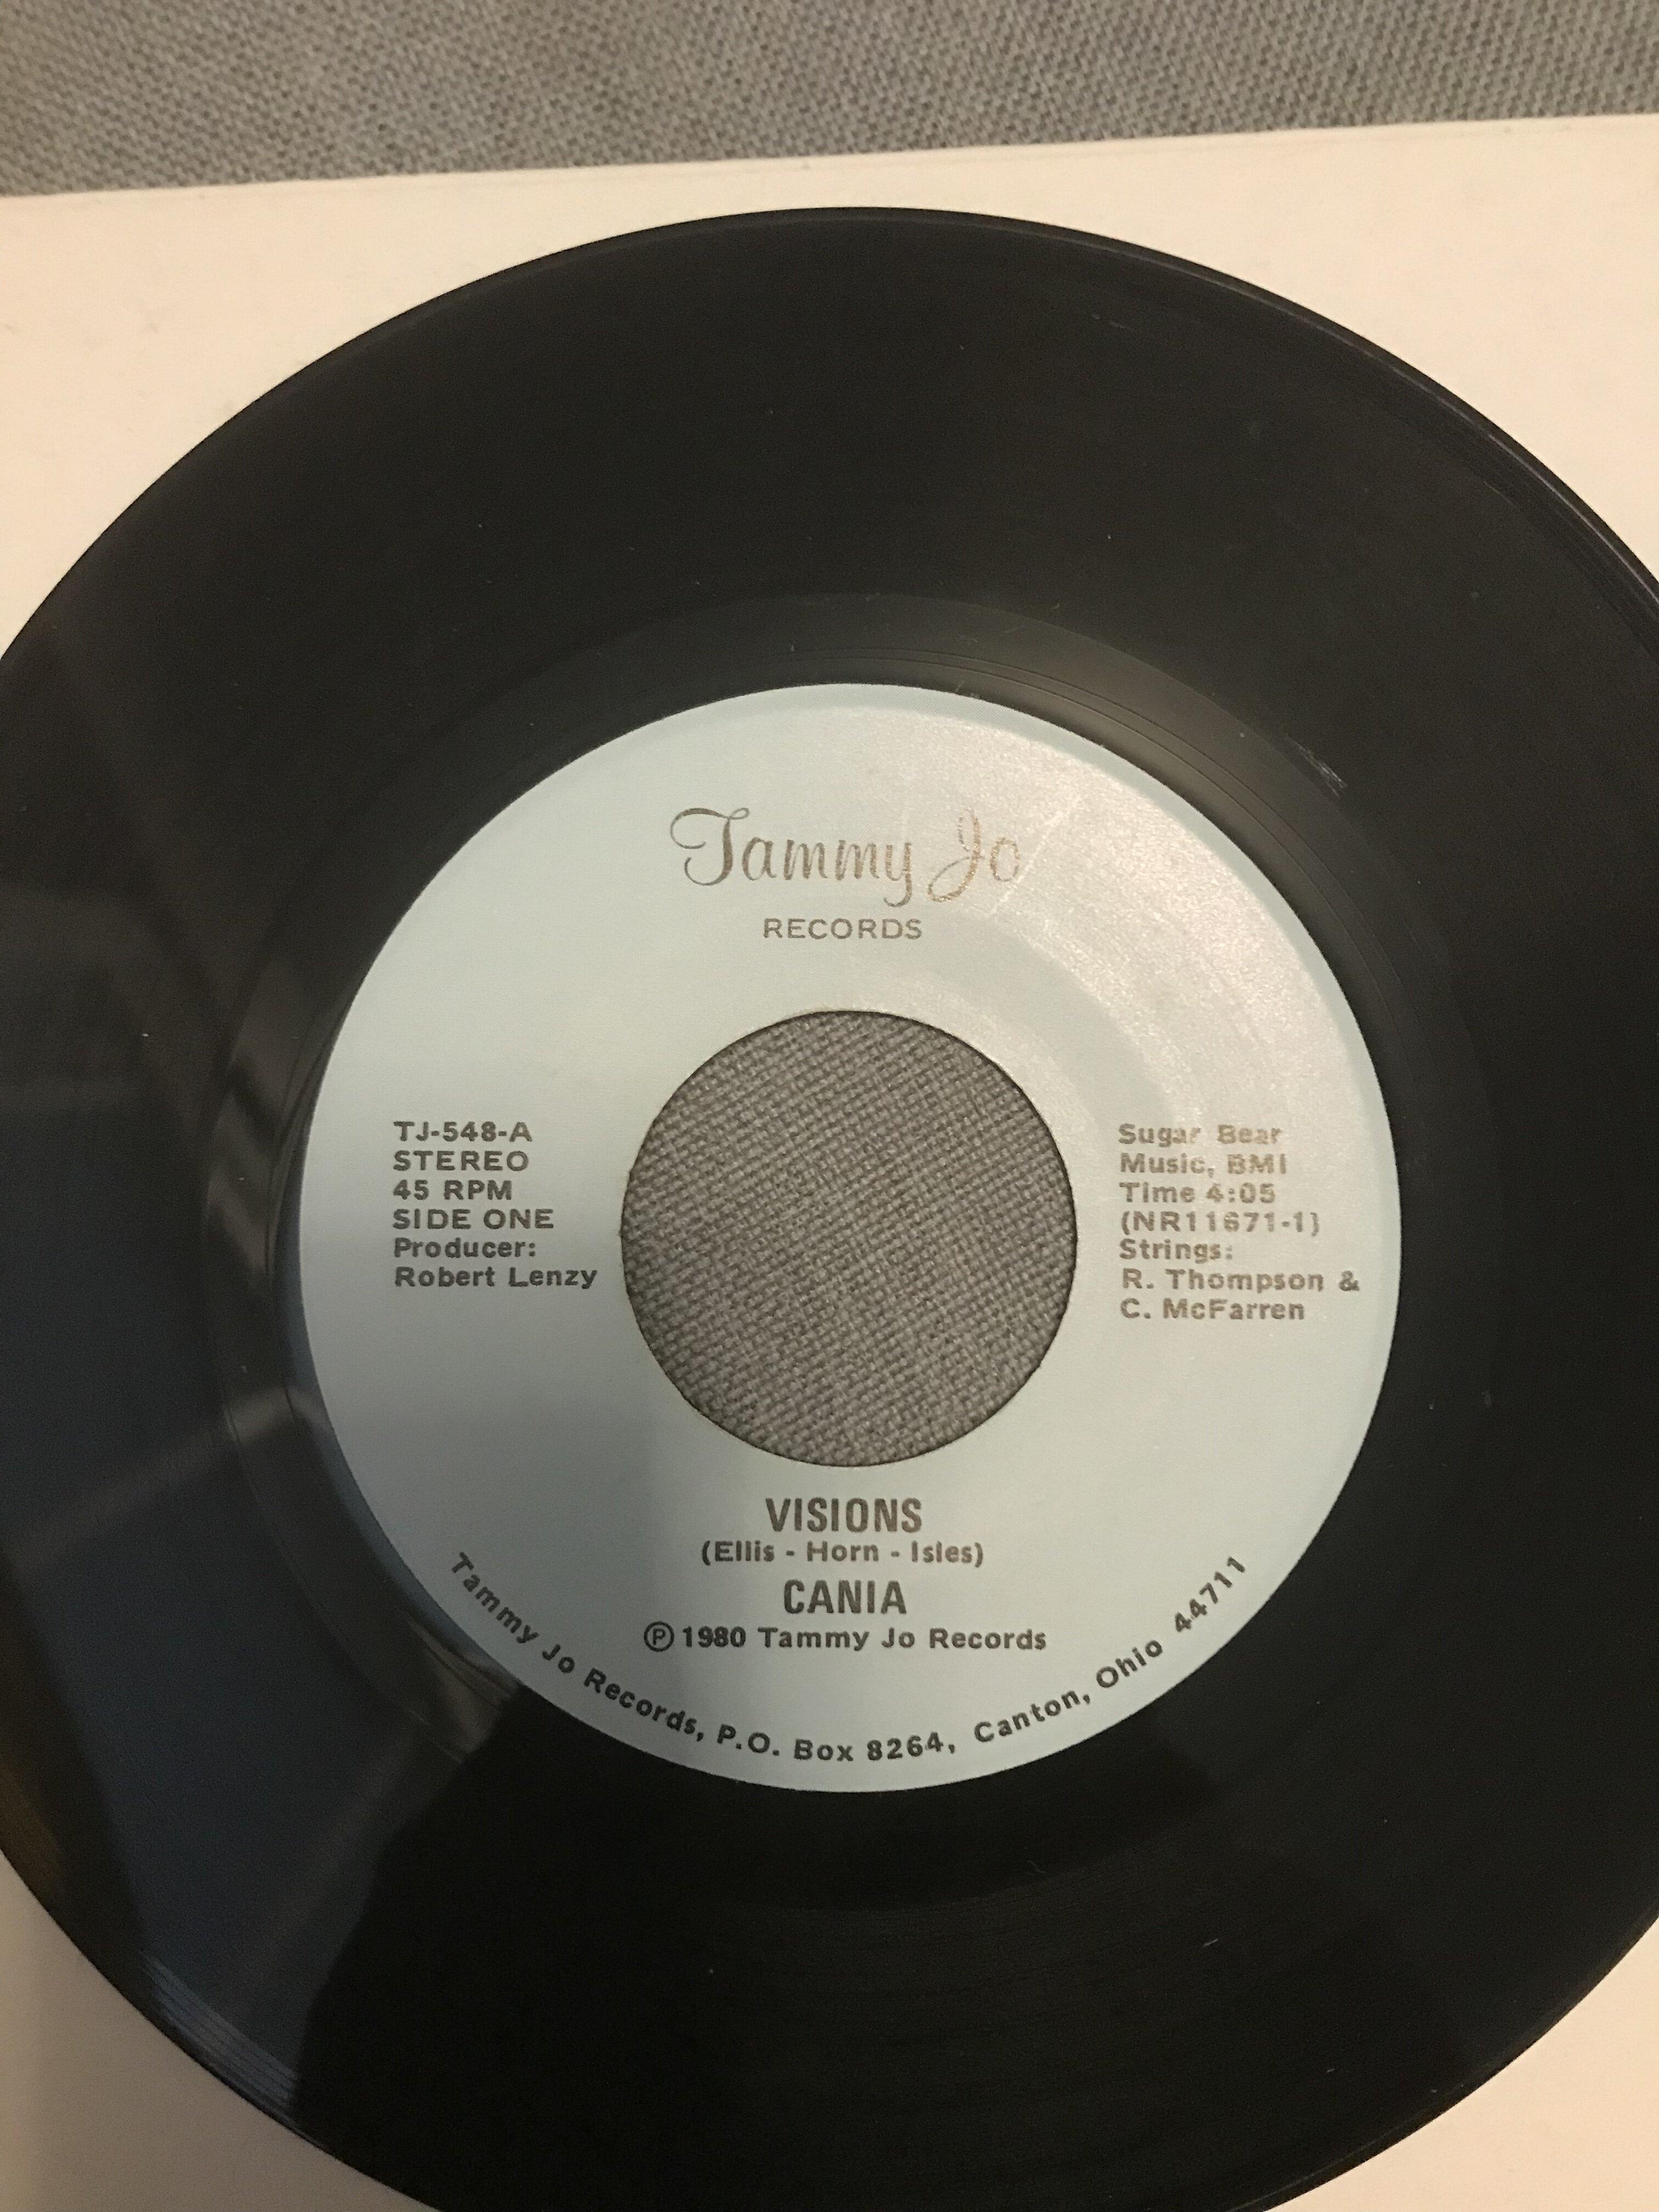 Tammy Jo
RECORDS
TJ-548-A
STEREO
45 RPM
SIDE ONE
Producer:
Robert Lenzy
Sugar Bear
Music, BMI
Time 4:05
(NR11671-1)
Strings:
R. Thompson &
C. McFarren
VISIONS
(Ellis - Horn - Isles)
CANIA
Ⓟ1980 Tammy Jo Records
Tammy Jo Records, P.O. Box 8264, Canton, Ohio 44711